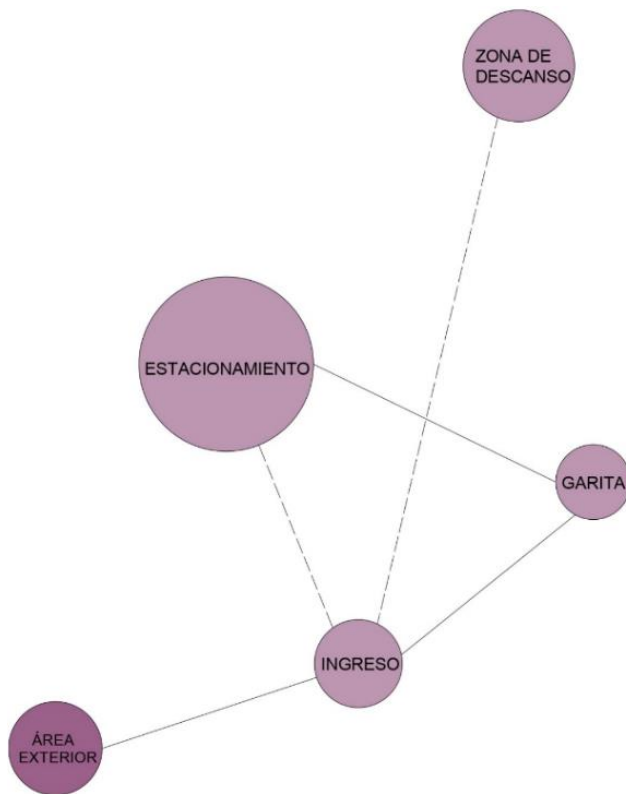 ZONA DE
DESCANSO
ESTACIONAMIENTO
GARITA
INGRESO
ÁREA
EXTERIOR